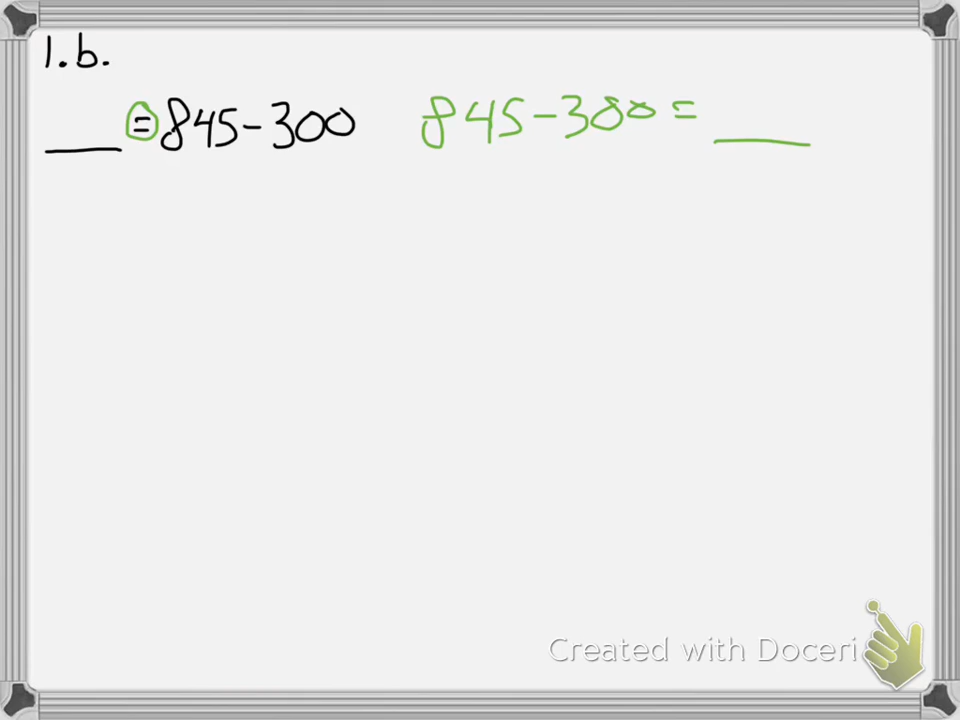 1.b.
___ = 845-300 845-300 = ___
Created with Doceri